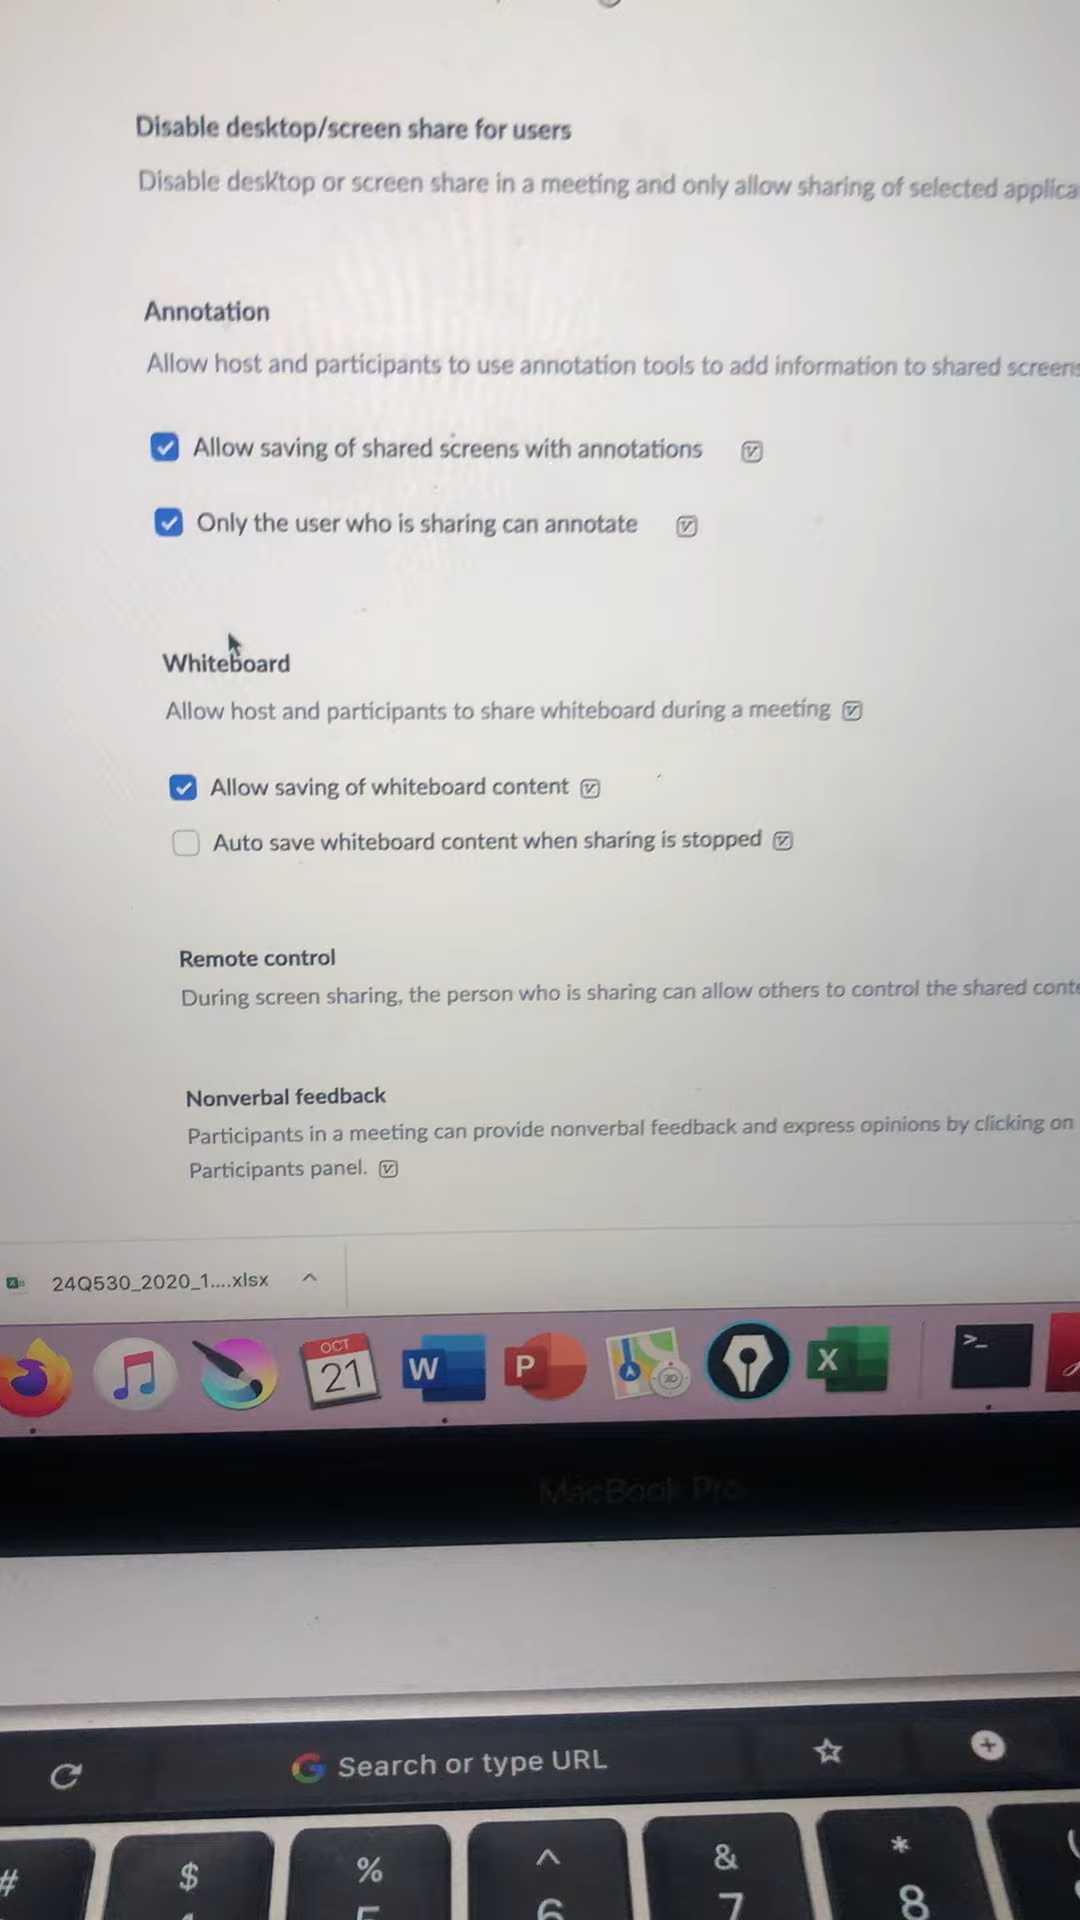 Disable desktop/screen share for users
Disable desktop or screen share in a meeting and only allow sharing of selected applica
Annotation
Allow host and participants to use annotation tools to add information to shared screens
Allow saving of shared screens with annotations
Only the user who is sharing can annotate
Whiteboard
Allow host and participants to share whiteboard during a meeting
Allow saving of whiteboard content
Auto save whiteboard content when sharing is stopped
Remote control
During screen sharing, the person who is sharing can allow others to control the shared conte
Nonverbal feedback
Participants in a meeting can provide nonverbal feedback and express opinions by clicking on
Participants panel.
24Q530_2020_1....xlsx
OCT
21
W
P
3D
X
>_
MacBook Pro
Search or type URL
# $ % ^ & * (
6 7 8